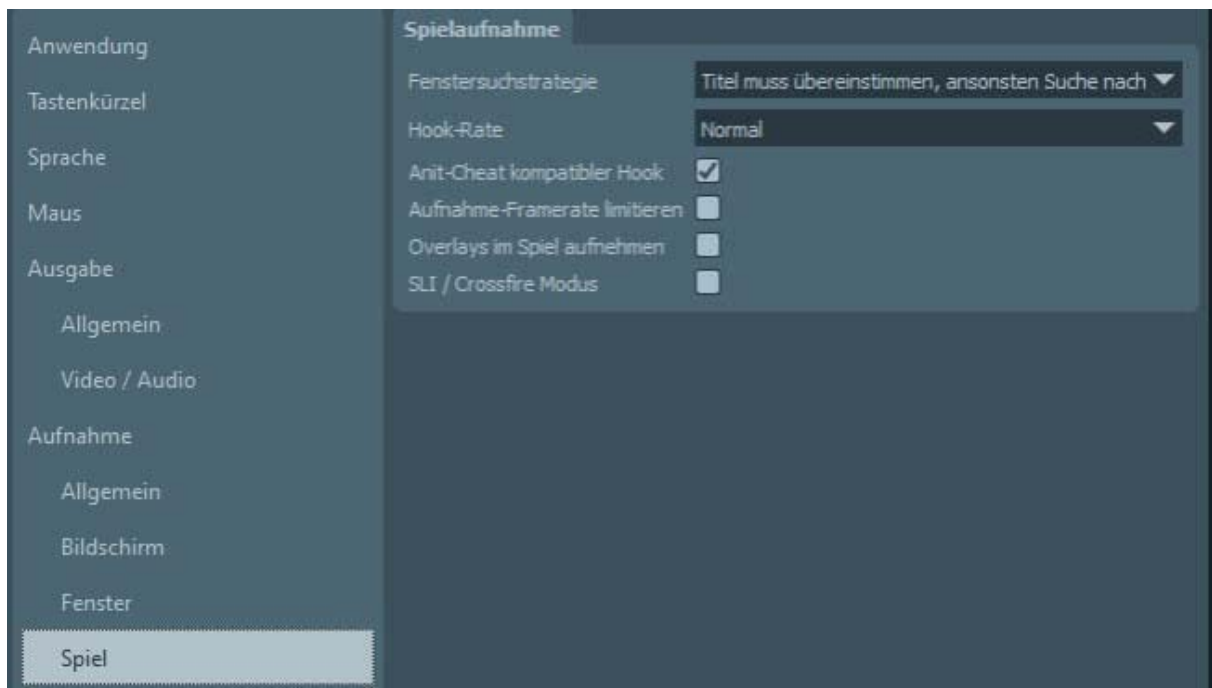 Anwendung
Tastenkürzel
Sprache
Maus
Ausgabe
Allgemein
Video / Audio
Aufnahme
Allgemein
Bildschirm
Fenster
Spiel
Spielaufnahme
Fenstersuchstrategie Titel muss übereinstimmen, ansonsten Suche nach
Hook-Rate Normal
Anit-Cheat kompatibler Hook
Aufnahme-Framerate limitieren
Overlays im Spiel aufnehmen
SLI / Crossfire Modus